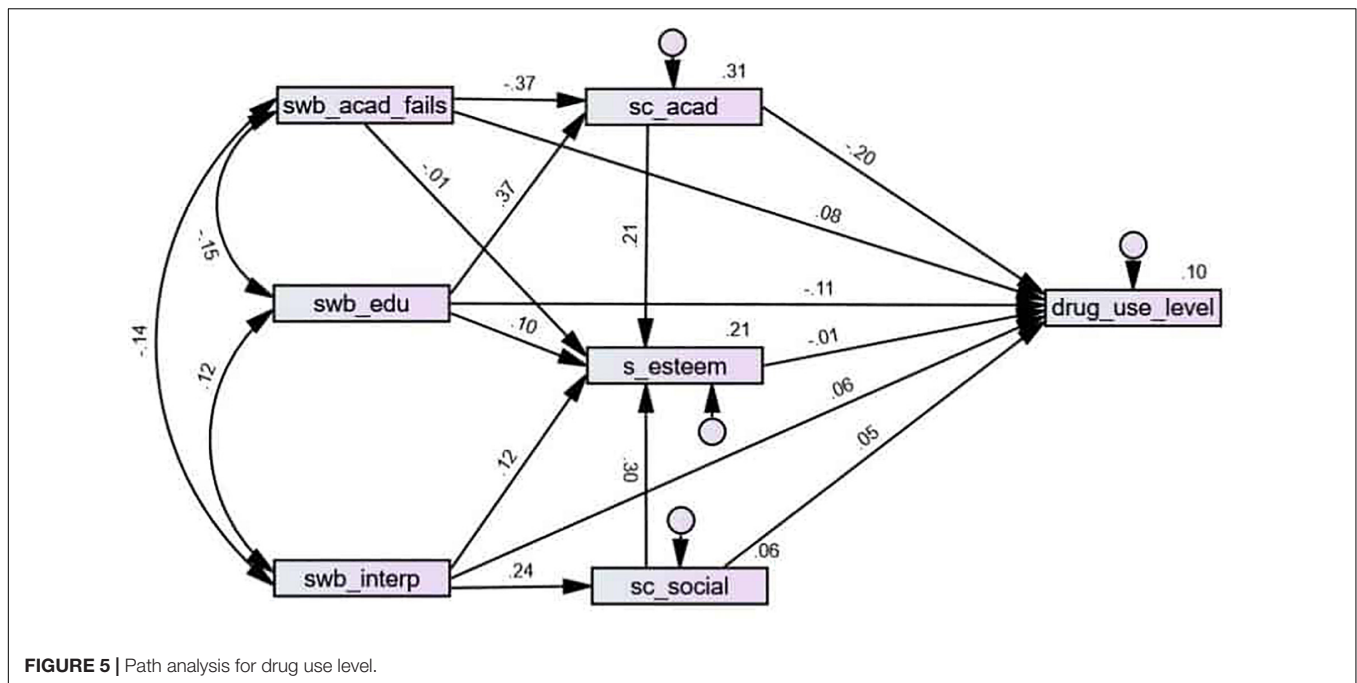 .31
swb_acad_fails
-.37
sc_acad
-.20
-.01
.37
.08
.21
-.15
.10
swb_edu
-.11
drug_use_level
.10
.21
-.01
s_esteem
-.14
.12
.06
.12
.30
.05
.06
swb_interp
.24
sc_social
FIGURE 5 | Path analysis for drug use level.